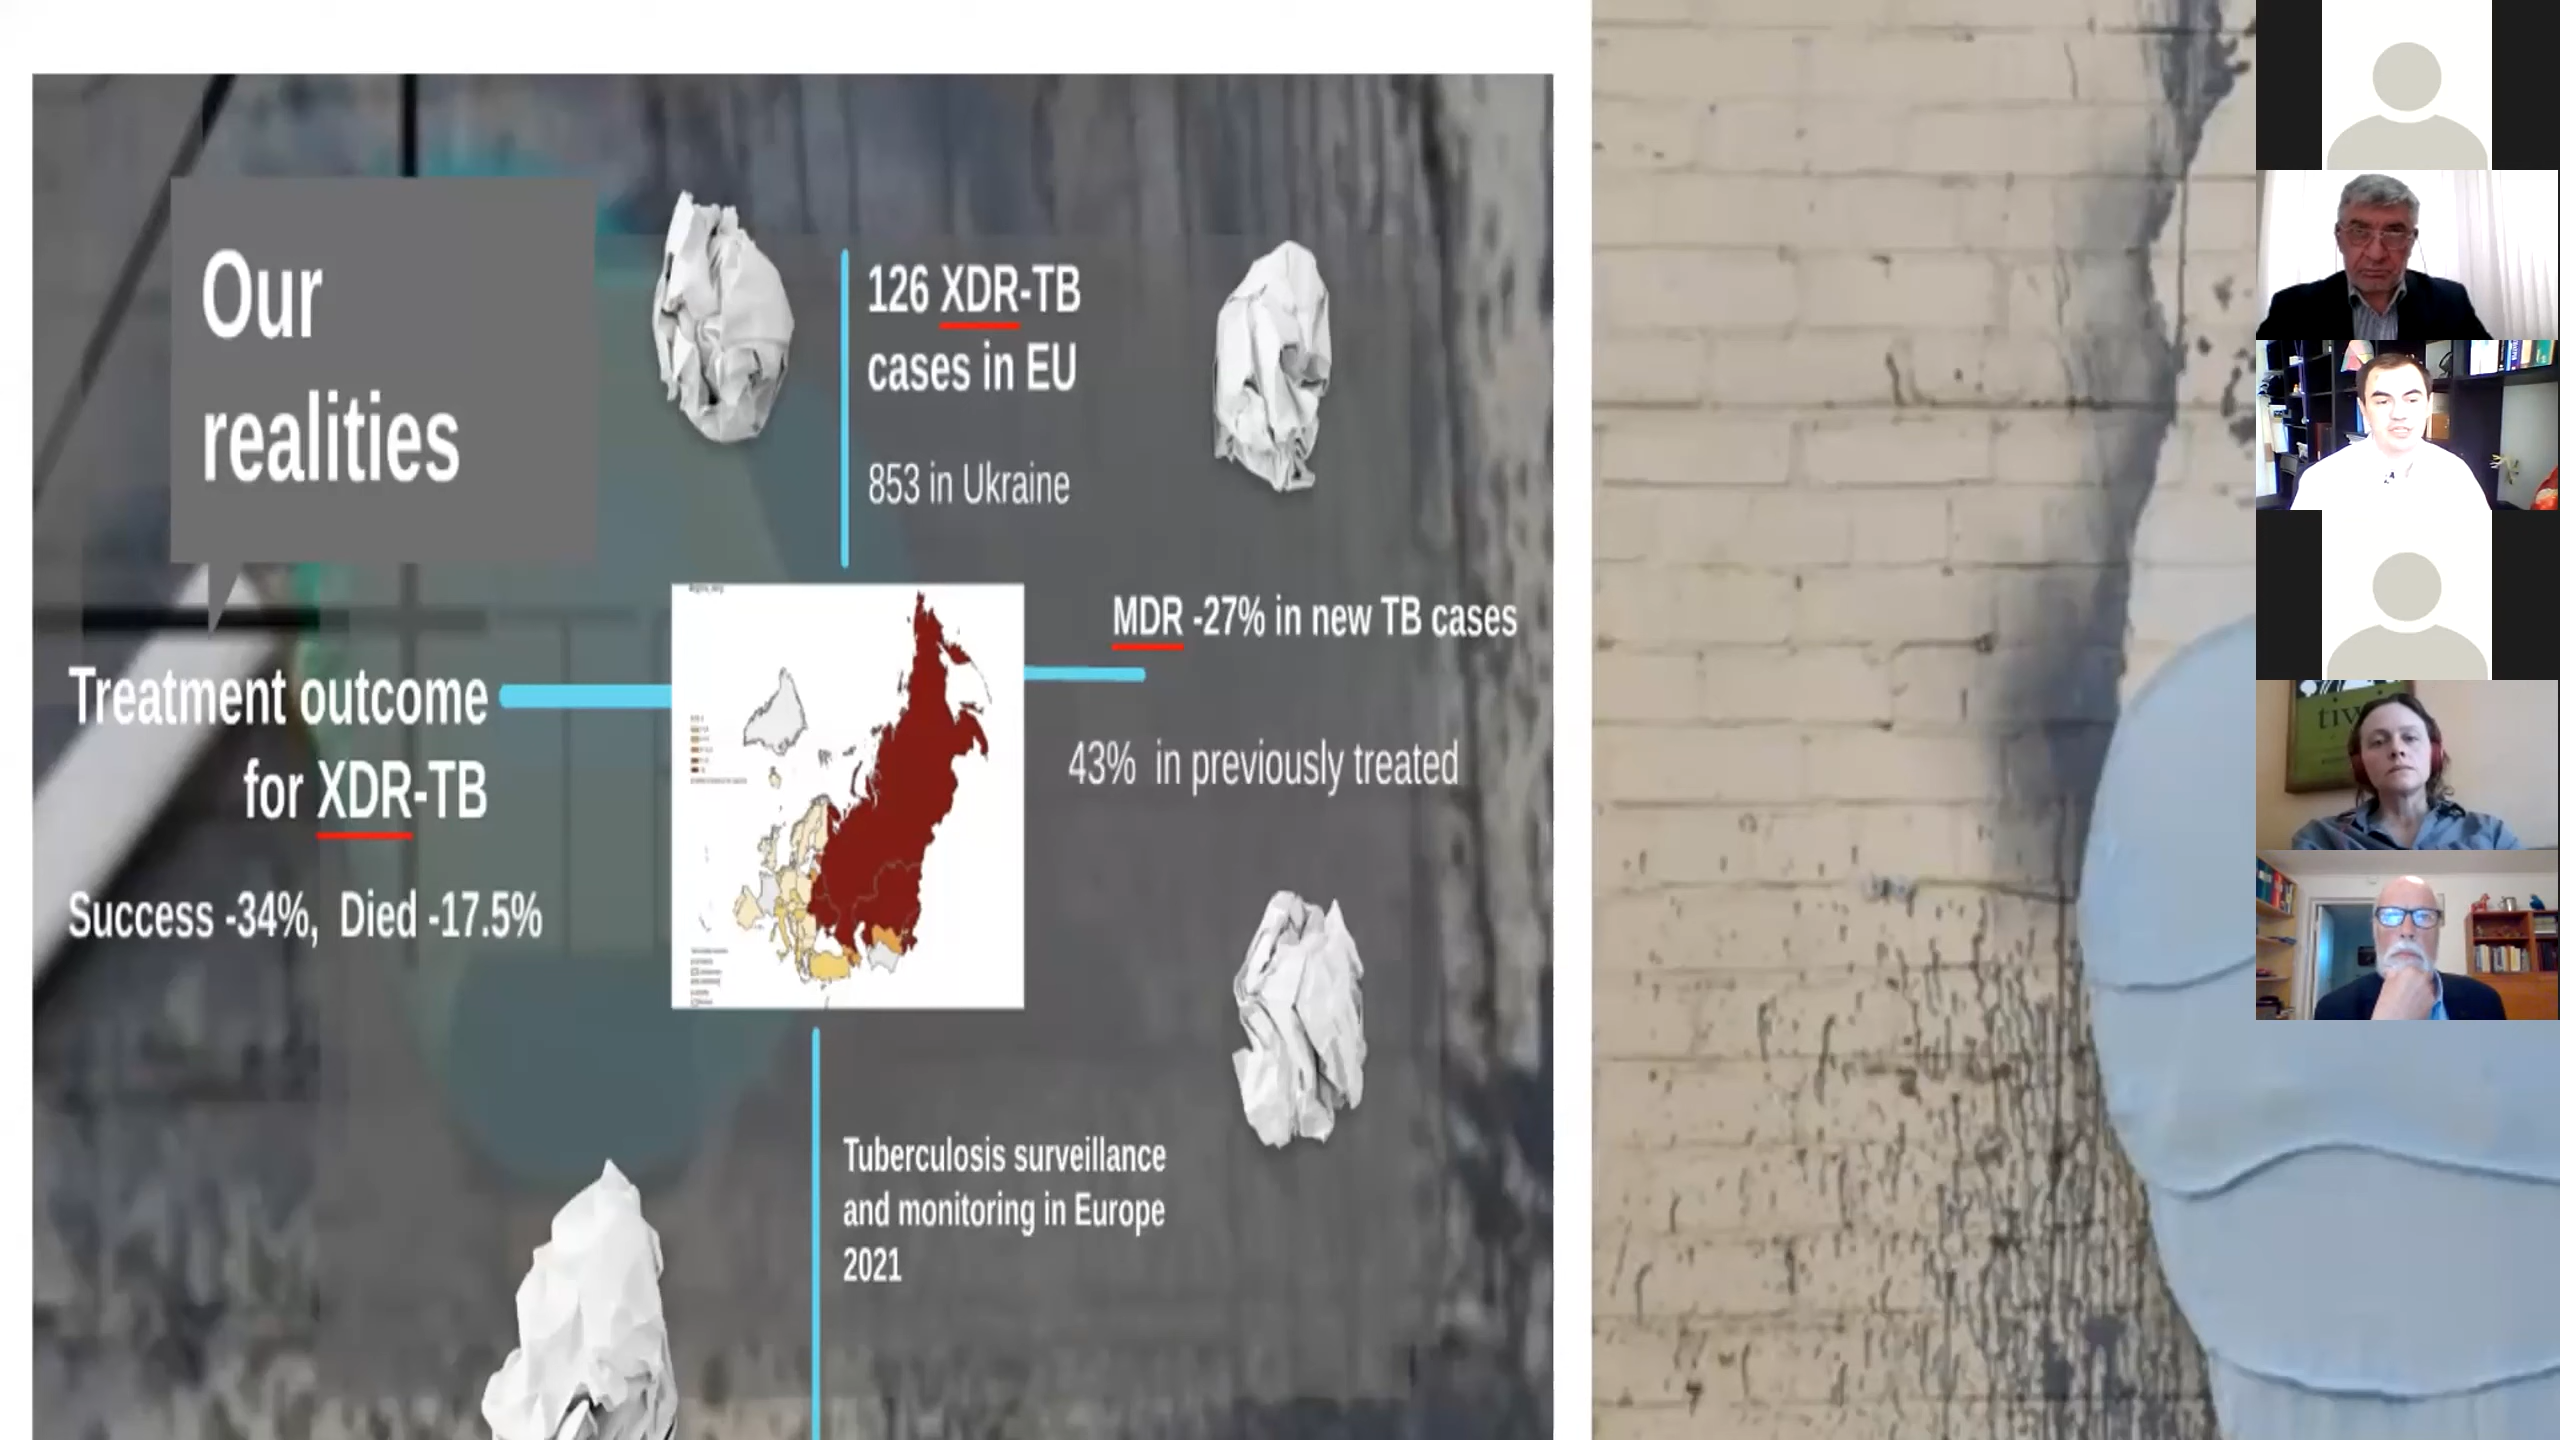 Our
realities
126 XDR-TB
cases in EU
853 in Ukraine
MDR -27% in new TB cases
43% in previously treated
Treatment outcome
for XDR-TB
Success -34%, Died -17.5%
Tuberculosis surveillance
and monitoring in Europe
2021